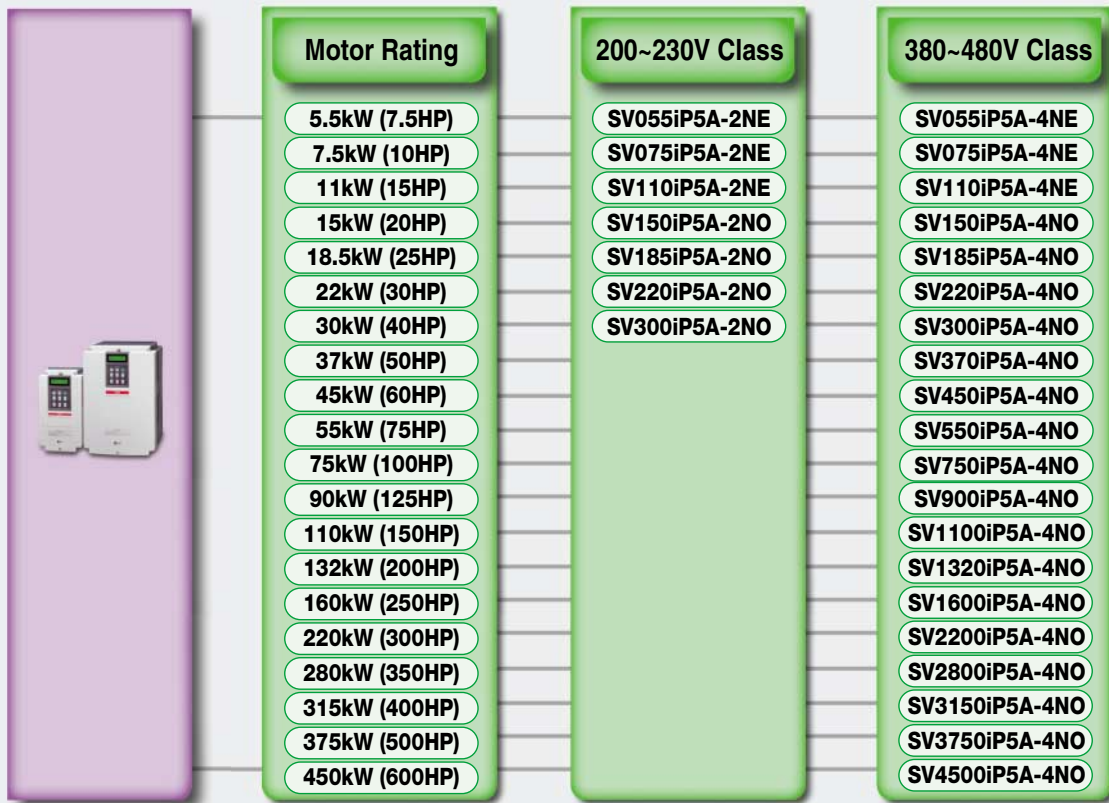 Motor Rating 200~230V Class 380~480V Class
5.5kW (7.5HP) SV055iP5A-2NE SV055iP5A-4NE
7.5kW (10HP) SV075iP5A-2NE SV075iP5A-4NE
11kW (15HP) SV110iP5A-2NE SV110iP5A-4NE
15kW (20HP) SV150iP5A-2NO SV150iP5A-4NO
18.5kW (25HP) SV185iP5A-2NO SV185iP5A-4NO
22kW (30HP) SV220iP5A-2NO SV220iP5A-4NO
30kW (40HP) SV300iP5A-2NO SV300iP5A-4NO
37kW (50HP) SV370iP5A-4NO
45kW (60HP) SV450iP5A-4NO
55kW (75HP) SV550iP5A-4NO
75kW (100HP) SV750iP5A-4NO
90kW (125HP) SV900iP5A-4NO
110kW (150HP) SV1100iP5A-4NO
132kW (200HP) SV1320iP5A-4NO
160kW (250HP) SV1600iP5A-4NO
220kW (300HP) SV2200iP5A-4NO
280kW (350HP) SV2800iP5A-4NO
315kW (400HP) SV3150iP5A-4NO
375kW (500HP) SV3750iP5A-4NO
450kW (600HP) SV4500iP5A-4NO